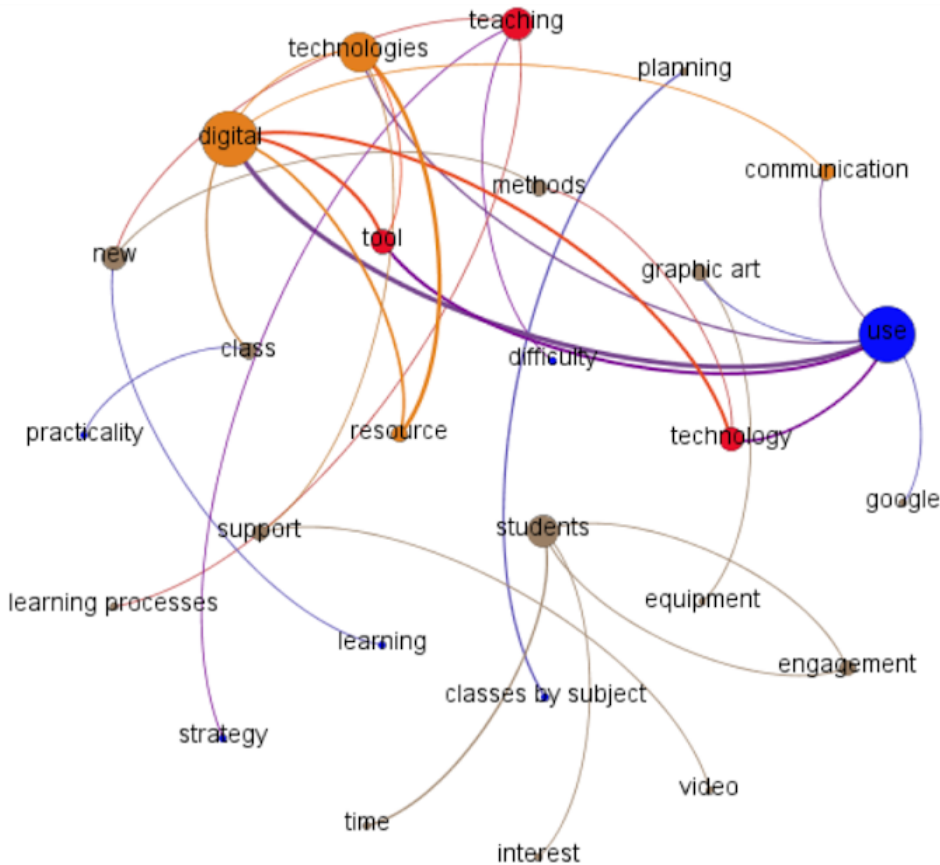 teaching
technologies
planning
digital
communication
methods
tool
new
graphic art
use
class
difficulty
practicality
resource
technology
google
support
students
learning processes
equipment
learning
engagement
classes by subject
strategy
video
time
interest